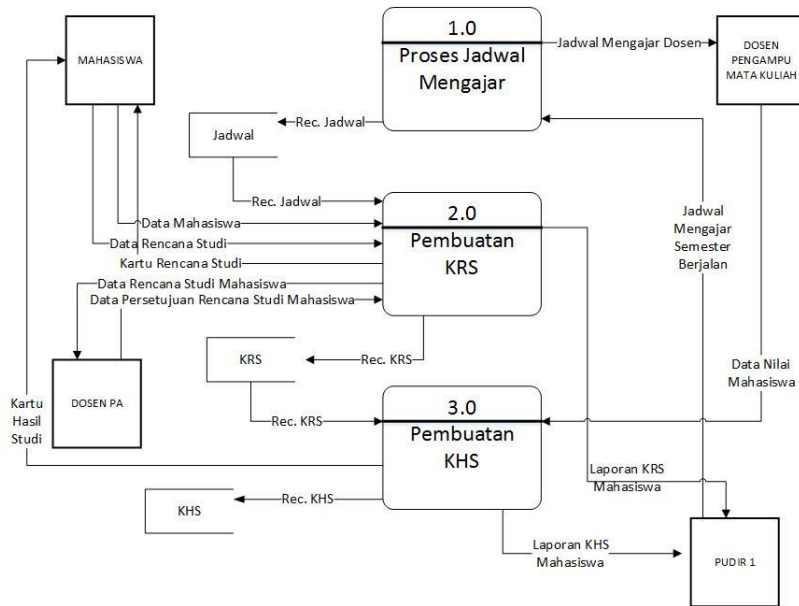 1.0
Proses Jadwal
Mengajar
Jadwal Mengajar Dosen
DOSEN
PENGAMPU
MATA KULIAH
MAHASISWA
Jadwal
Rec. Jadwal
Rec. Jadwal
2.0
Pembuatan
KRS
Data Mahasiswa
Data Rencana Studi
Kartu Rencana Studi
Data Rencana Studi Mahasiswa
Data Persetujuan Rencana Studi Mahasiswa
Jadwal
Mengajar
Semester
Berjalan
KRS
Rec. KRS
DOSEN PA
Data Nilai
Mahasiswa
Kartu
Hasil
Studi
Rec. KRS
3.0
Pembuatan
KHS
Laporan KRS
Mahasiswa
KHS
Rec. KHS
Laporan KHS
Mahasiswa
PUDIR 1